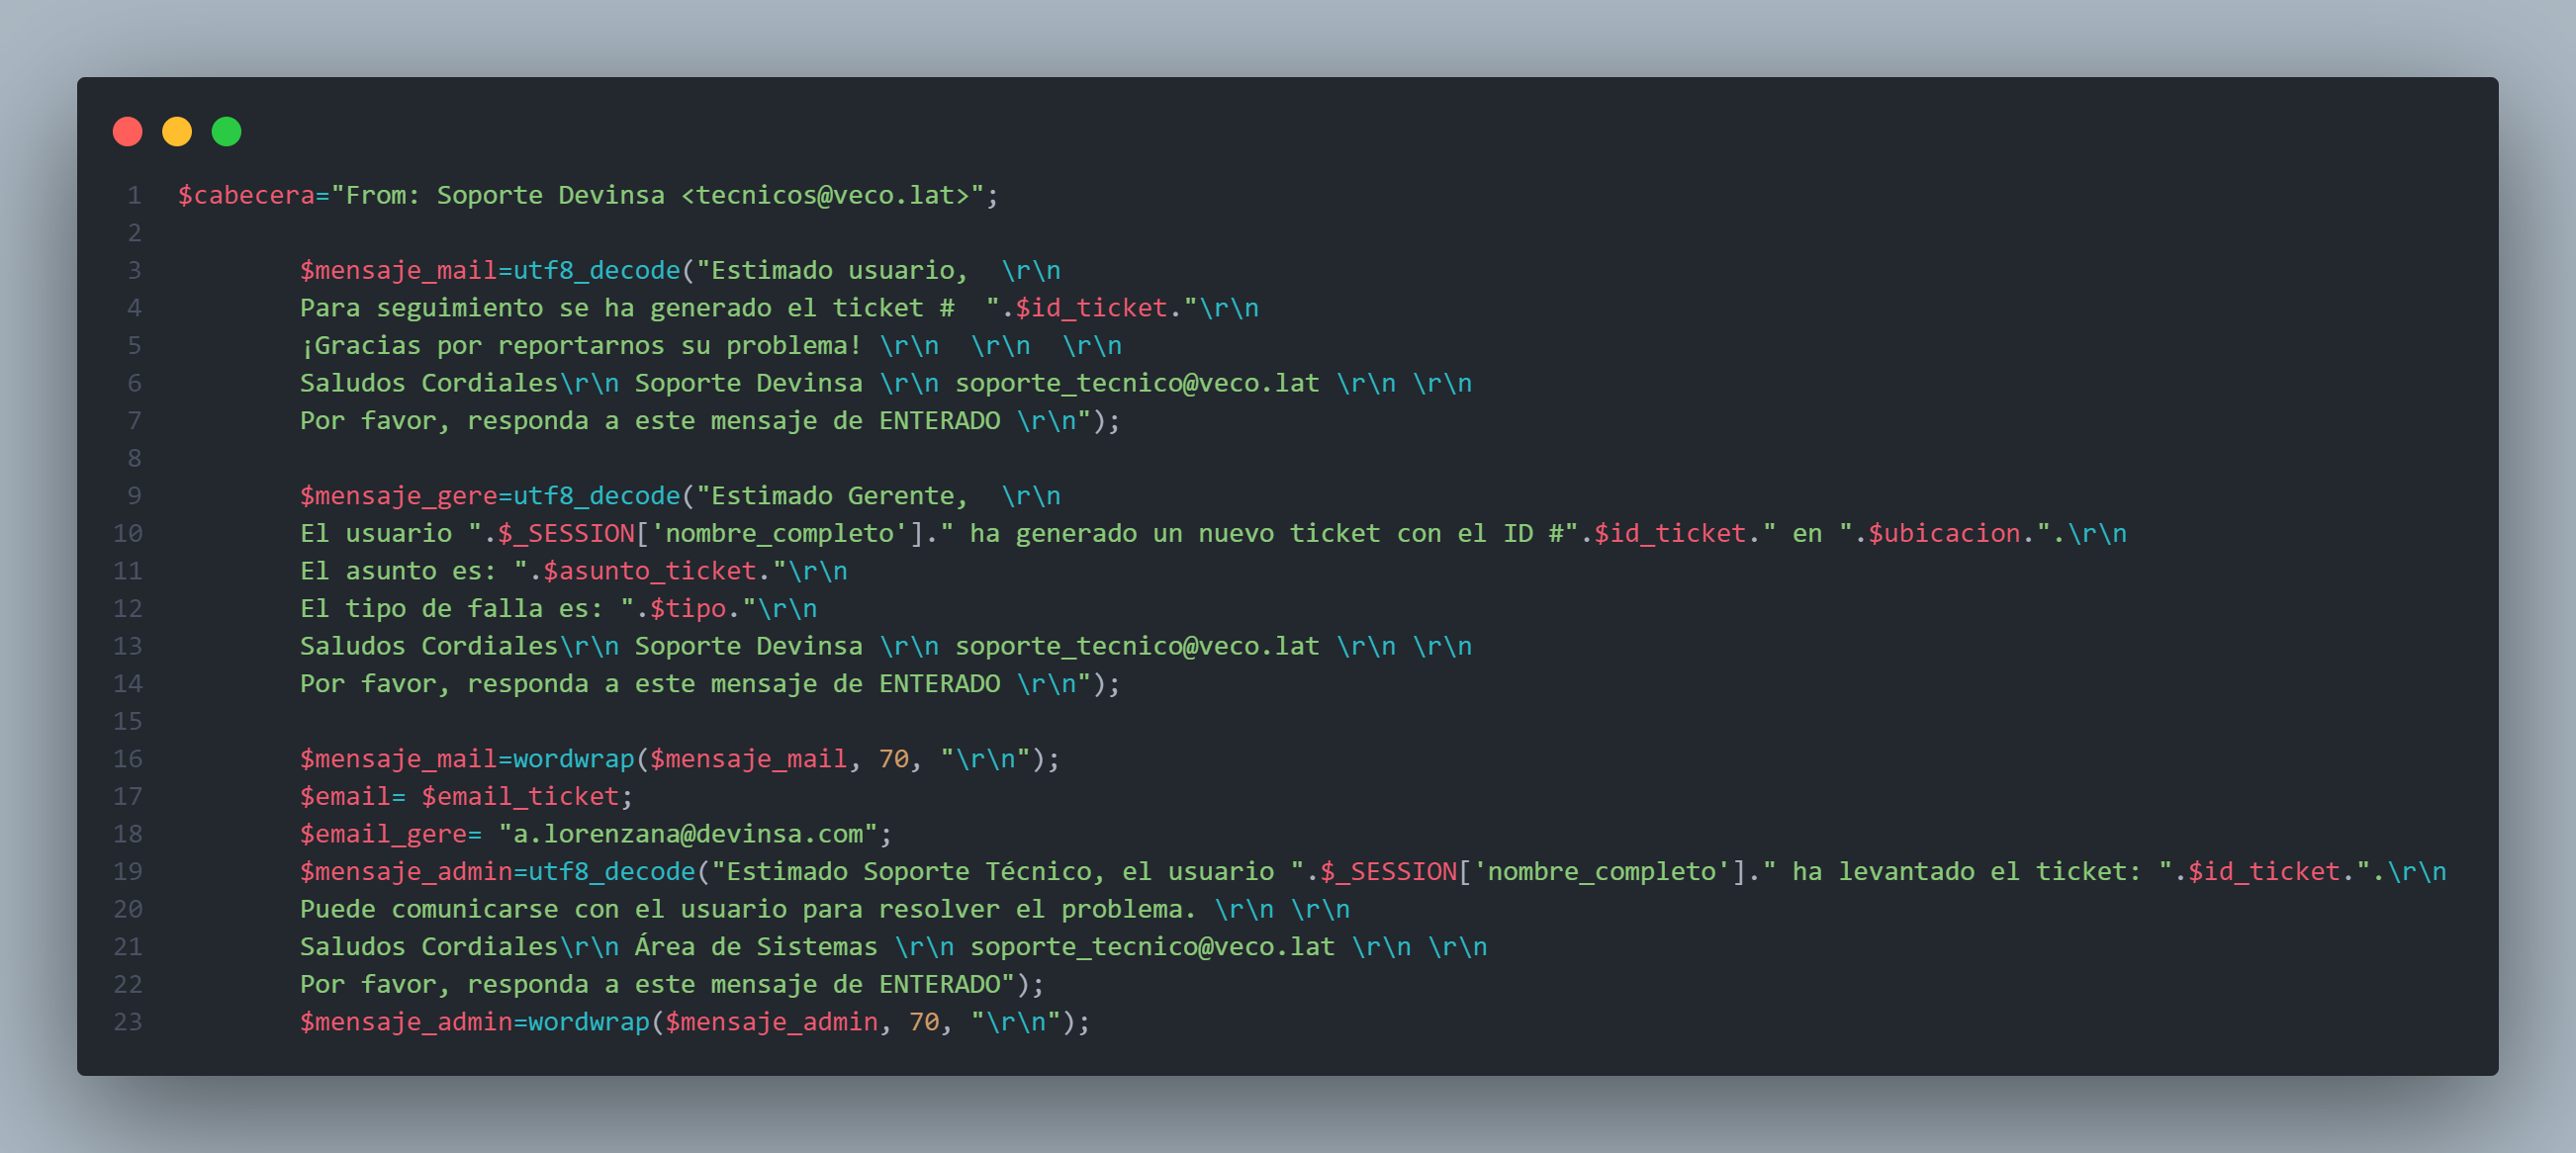 1 $cabecera="From: Soporte Devinsa <tecnicos@veco.lat>";
2
3 $mensaje_mail=utf8_decode("Estimado usuario,  \r\n
4 Para seguimiento se ha generado el ticket #  ".$id_ticket."\r\n
5 ¡Gracias por reportarnos su problema! \r\n  \r\n  \r\n
6 Saludos Cordiales\r\n Soporte Devinsa \r\n soporte_tecnico@veco.lat \r\n \r\n
7 Por favor, responda a este mensaje de ENTERADO \r\n");
8
9 $mensaje_gere=utf8_decode("Estimado Gerente,  \r\n
10 El usuario ".$_SESSION['nombre_completo']." ha generado un nuevo ticket con el ID #".$id_ticket." en ".$ubicacion.".\r\n
11 El asunto es: ".$asunto_ticket."\r\n
12 El tipo de falla es: ".$tipo."\r\n
13 Saludos Cordiales\r\n Soporte Devinsa \r\n soporte_tecnico@veco.lat \r\n \r\n
14 Por favor, responda a este mensaje de ENTERADO \r\n");
15
16 $mensaje_mail=wordwrap($mensaje_mail, 70, "\r\n");
17 $email= $email_ticket;
18 $email_gere= "a.lorenzana@devinsa.com";
19 $mensaje_admin=utf8_decode("Estimado Soporte Técnico, el usuario ".$_SESSION['nombre_completo']." ha levantado el ticket: ".$id_ticket.".\r\n
20 Puede comunicarse con el usuario para resolver el problema. \r\n \r\n
21 Saludos Cordiales\r\n Área de Sistemas \r\n soporte_tecnico@veco.lat \r\n \r\n
22 Por favor, responda a este mensaje de ENTERADO");
23 $mensaje_admin=wordwrap($mensaje_admin, 70, "\r\n");